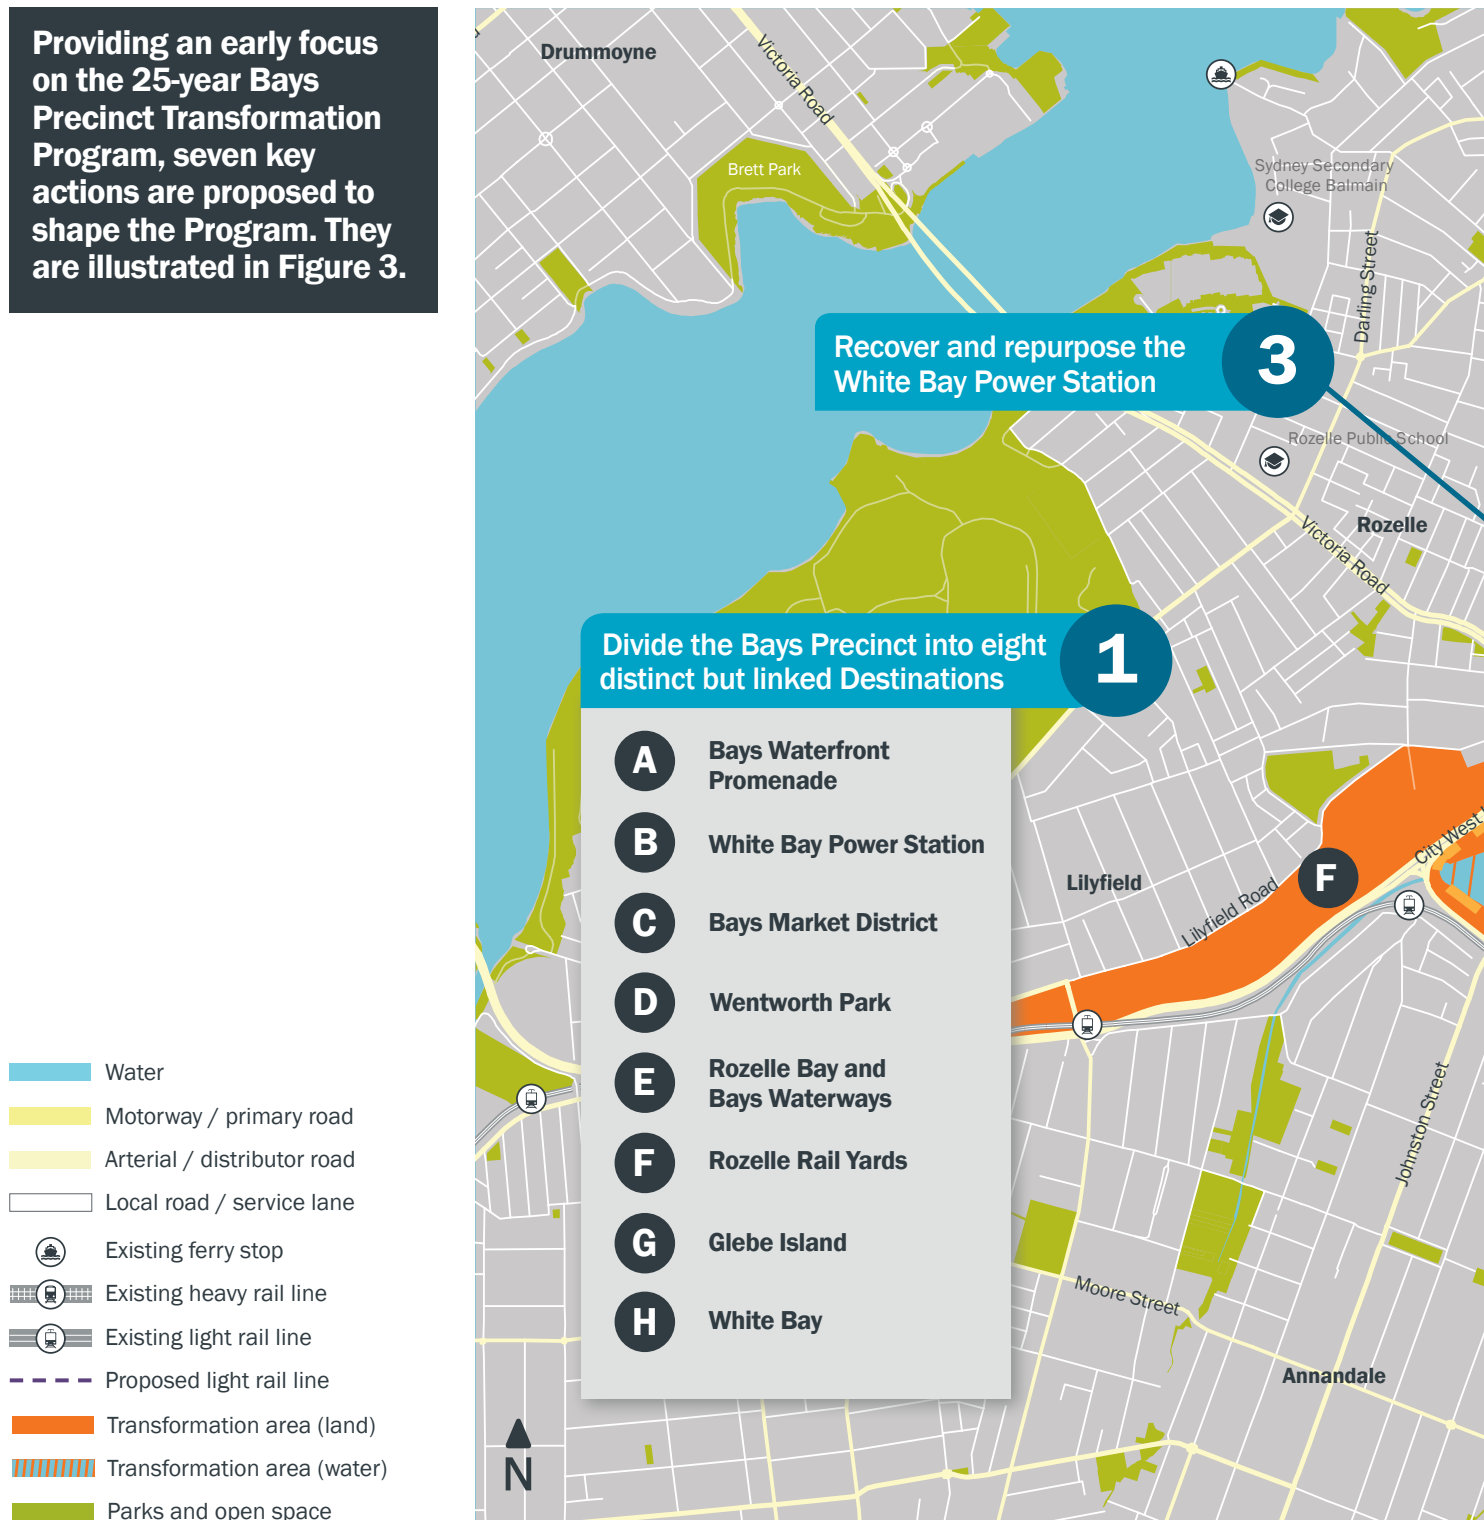 Providing an early focus
on the 25-year Bays
Precinct Transformation
Program, seven key
actions are proposed to
shape the Program. They
are illustrated in Figure 3.
Drummoyne
Victoria Road
Brett Park
Sydney Secondary
College Balmain
Darling Street
Recover and repurpose the
White Bay Power Station
3
Rozelle Public School
Rozelle
Victoria Road
Divide the Bays Precinct into eight
distinct but linked Destinations
1
A Bays Waterfront
Promenade
B White Bay Power Station
C Bays Market District
D Wentworth Park
E Rozelle Bay and
Bays Waterways
F Rozelle Rail Yards
G Glebe Island
H White Bay
Lilyfield
Lilyfield Road
F
City West
Johnston Street
Moore Street
Annandale
N
Water
Motorway / primary road
Arterial / distributor road
Local road / service lane
Existing ferry stop
Existing heavy rail line
Existing light rail line
Proposed light rail line
Transformation area (land)
Transformation area (water)
Parks and open space